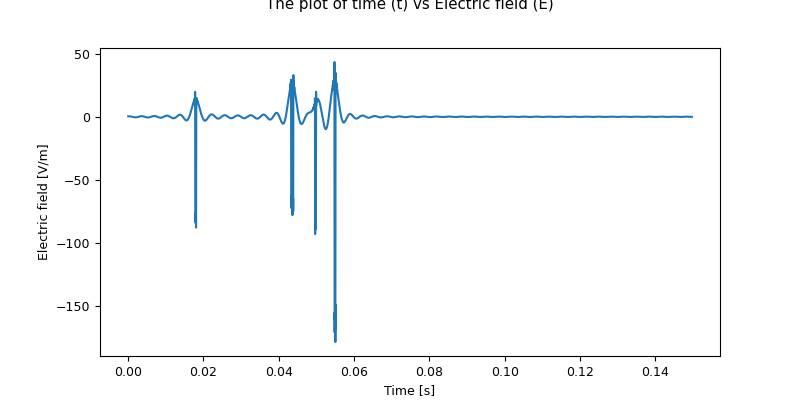 The plot of time (t) vs Electric field (E)
50
0
−50
−100
−150
Electric field [V/m]
0.00 0.02 0.04 0.06 0.08 0.10 0.12 0.14
Time [s]